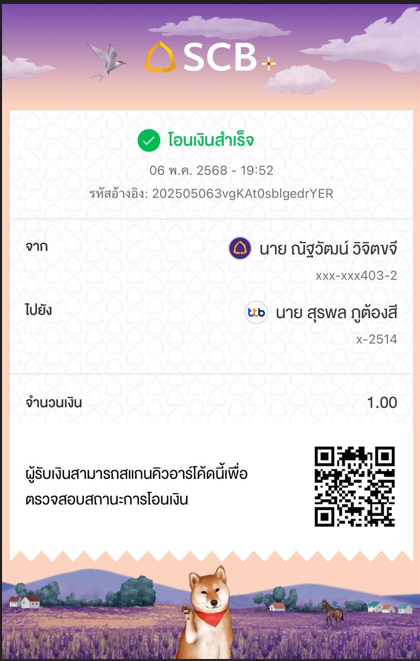 SCB
โอนเงินสำเร็จ
06 พ.ค. 2568 - 19:52
รหัสอ้างอิง: 202505063vgKAt0sblgedrYER
จาก
นาย ณัฐวัฒน์ วิจิตขจี
xxx-xxx403-2
ไปยัง
ttb นาย สุรพล ภูต้องสี
x-2514
จำนวนเงิน 1.00
ผู้รับเงินสามารถสแกนคิวอาร์โค้ดนี้เพื่อ
ตรวจสอบสถานะการโอนเงิน